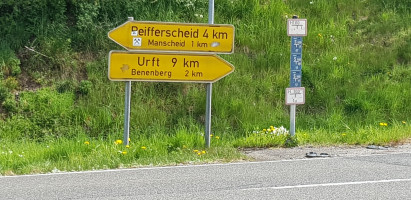 Reifferscheid 4 km
Manscheid 1 km
Urft 9 km
Benenberg 2 km